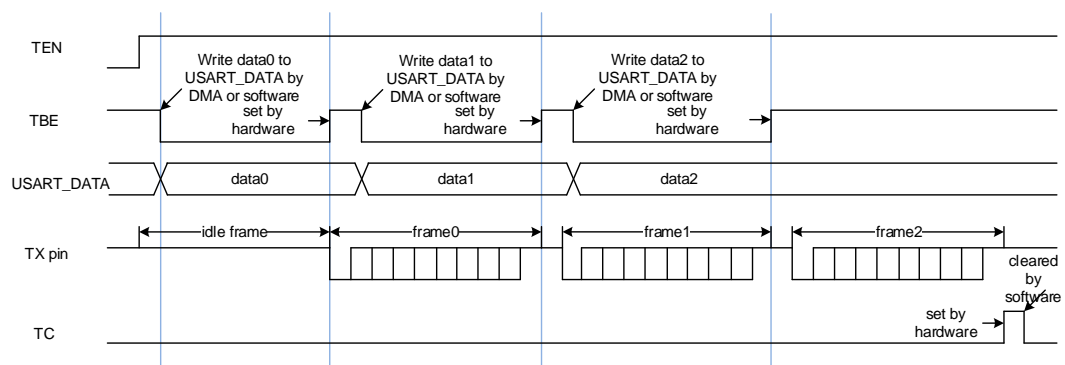 TEN
Write data0 to
USART_DATA by
DMA or software
Write data1 to
USART_DATA by
DMA or software
Write data2 to
USART_DATA by
DMA or software
TBE
set by
hardware
set by
hardware
set by
hardware
USART_DATA
data0
data1
data2
idle frame
frame0
frame1
frame2
TX pin
cleared
by
software
set by
hardware
TC